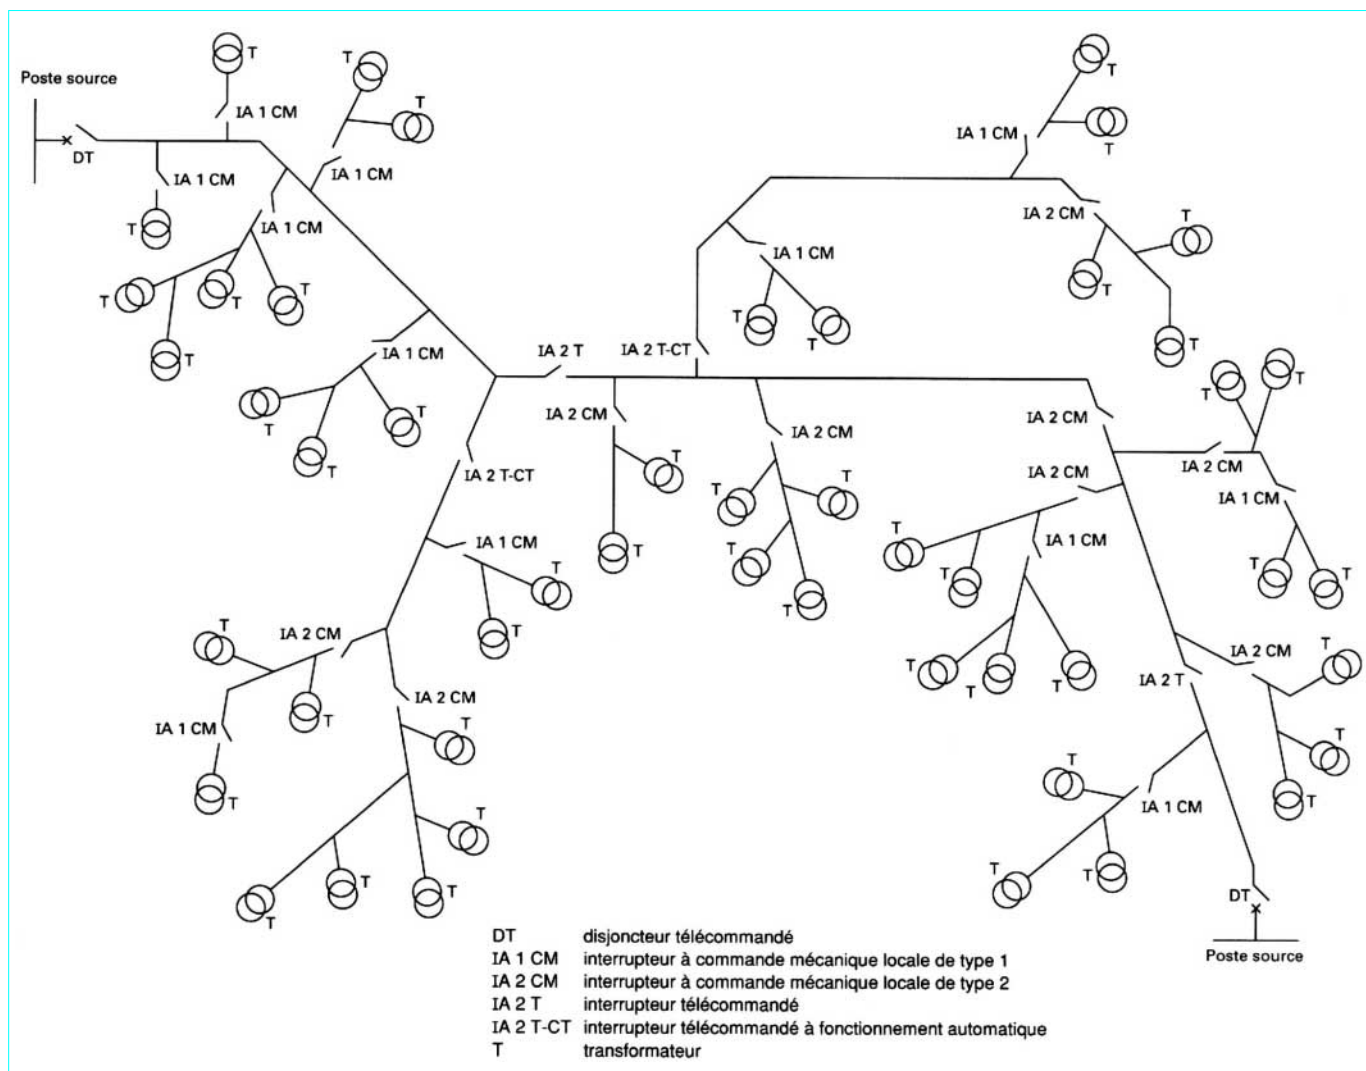 T
T
T
Poste source
IA 1 CM
T
T
DT
IA 1 CM
IA 1 CM
T
IA 1 CM
IA 2 CM
T
T
IA 1 CM
IA 1 CM
T
T
T
T
T
T
T
T
T
IA 1 CM
IA 2 T
IA 2 T-CT
T
T
T
T
T
T
IA 2 CM
IA 2 CM
IA 2 CM
IA 2 CM
IA 2 T-CT
IA 2 CM
T
T
T
IA 1 CM
T
IA 1 CM
IA 1 CM
T
T
T
T
T
T
T
T
T
T
IA 2 CM
T
IA 2 CM
T
T
T
T
IA 2 T
IA 2 CM
T
IA 1 CM
T
T
T
T
T
IA 1 CM
T
T
T
T
T
T
T
DT
DT disjoncteur télécommandé
IA 1 CM interrupteur à commande mécanique locale de type 1
IA 2 CM interrupteur à commande mécanique locale de type 2
IA 2 T interrupteur télécommandé
IA 2 T-CT interrupteur télécommandé à fonctionnement automatique
T transformateur
Poste source